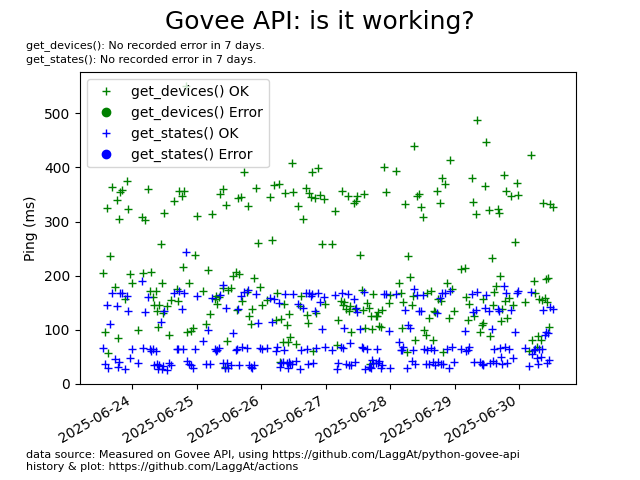 Govee API: is it working?
get_devices(): No recorded error in 7 days.
get_states(): No recorded error in 7 days.
get_devices() OK
get_devices() Error
get_states() OK
get_states() Error
Ping (ms)
500
400
300
200
100
0
2025-06-24
2025-06-25
2025-06-26
2025-06-27
2025-06-28
2025-06-29
2025-06-30
data source: Measured on Govee API, using https://github.com/LaggAt/python-govee-api
history & plot: https://github.com/LaggAt/actions